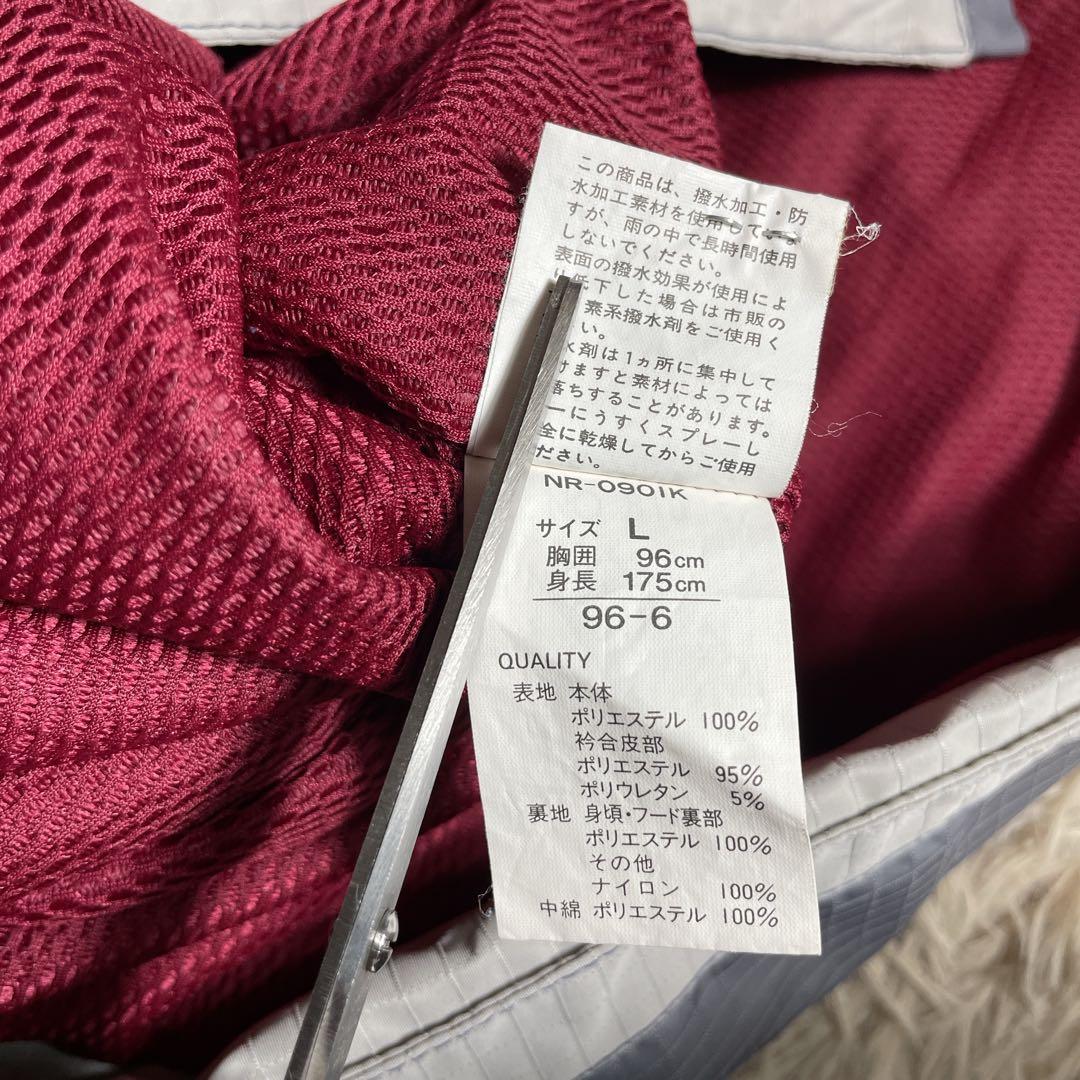 この商品は、撥水加工・防
水加工素材を使用して
すが、雨の中で長時間使用
しないでください。
表面の撥水効果が使用によ
り低下した場合は市販の
素系撥水剤をご使用く
い。
水剤は1ヵ所に集中して
けますと素材によっては
落ちすることがあります。
ーにうすくスプレーし
全に乾燥してからご使用
ださい。
NR-0901K
サイズ L
胸囲 96cm
身長 175cm
96-6
QUALITY
表地 本体
ポリエステル 100%
衿合皮部
ポリエステル 95%
ポリウレタン 5%
裏地 身頃・フード裏部
ポリエステル 100%
その他
ナイロン 100%
中綿 ポリエステル 100%